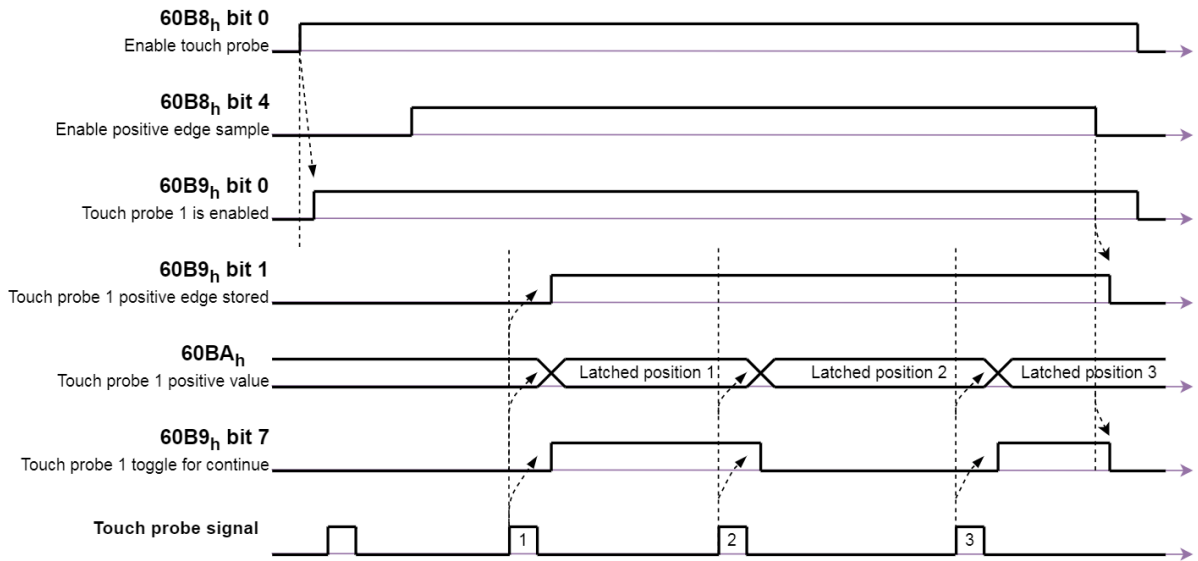 60B8h bit 0
Enable touch probe
60B8h bit 4
Enable positive edge sample
60B9h bit 0
Touch probe 1 is enabled
60B9h bit 1
Touch probe 1 positive edge stored
60BAh
Touch probe 1 positive value
Latched position 1
Latched position 2
Latched position 3
60B9h bit 7
Touch probe 1 toggle for continue
Touch probe signal
1
2
3